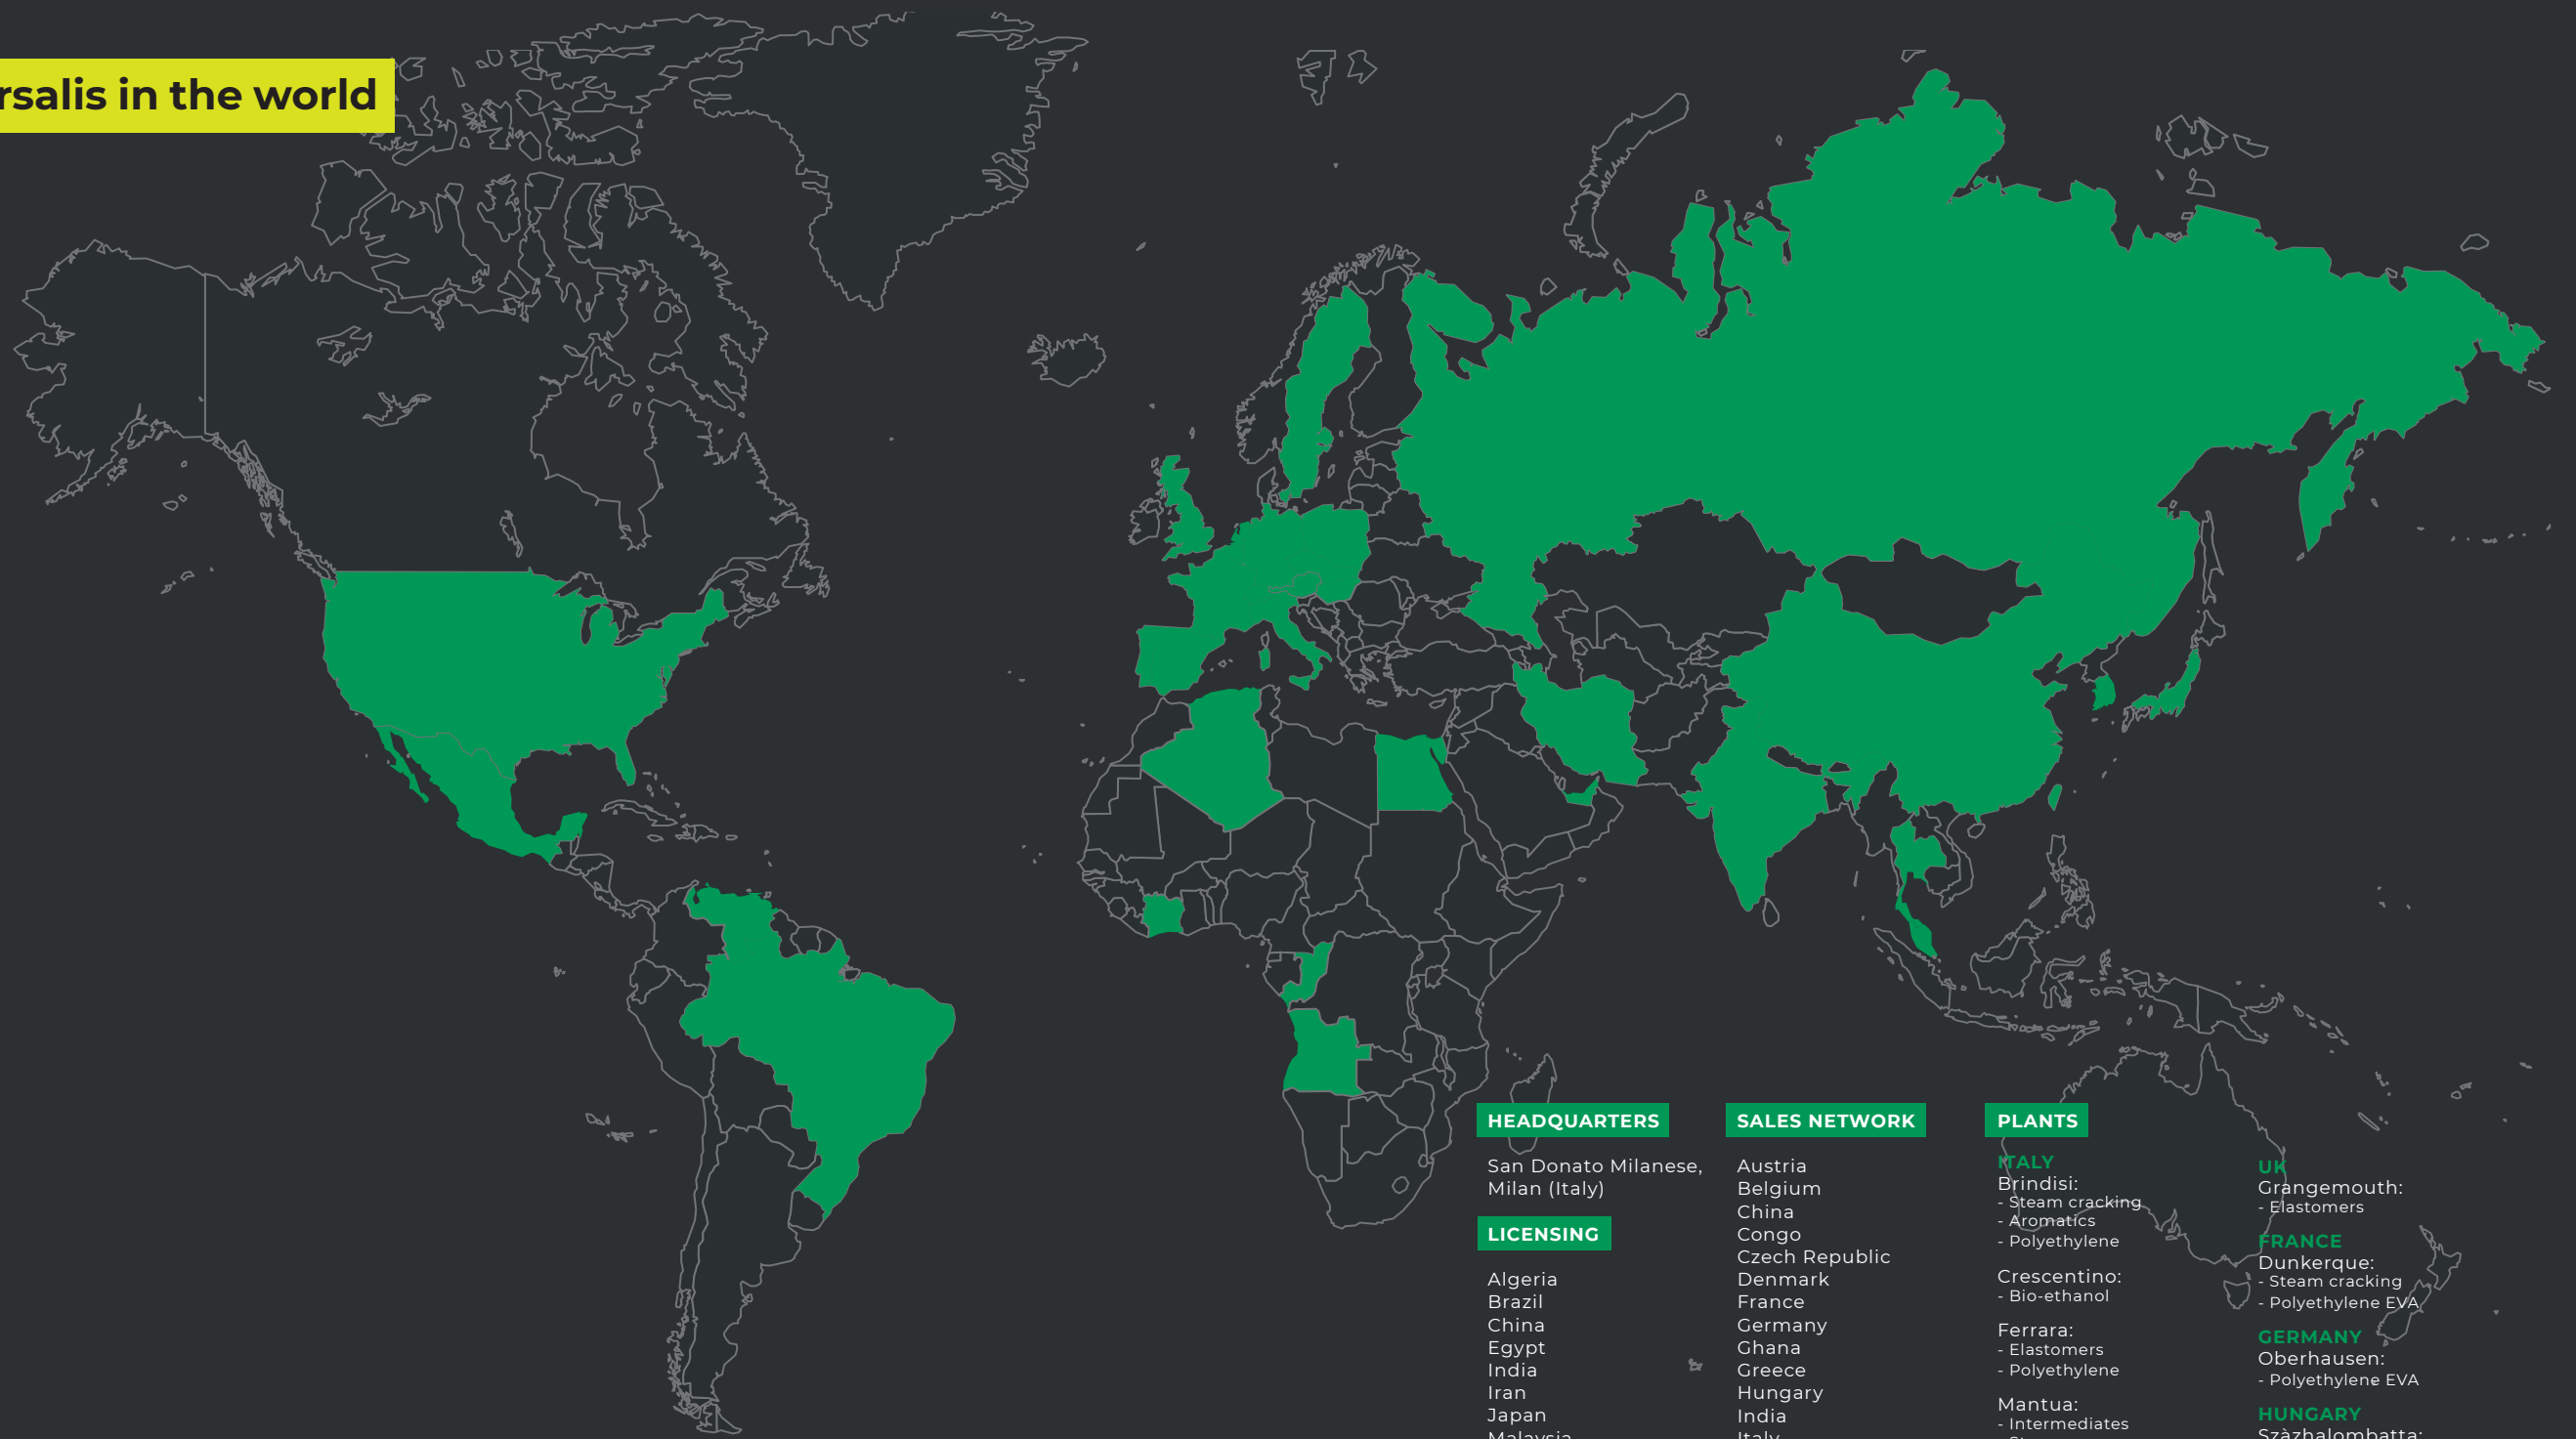 rsalis in the world
HEADQUARTERS
San Donato Milanese,
Milan (Italy)
LICENSING
Algeria
Brazil
China
Egypt
India
Iran
Japan
Malaysia
SALES NETWORK
Austria
Belgium
China
Congo
Czech Republic
Denmark
France
Germany
Ghana
Greece
Hungary
India
Italy
PLANTS
ITALY
Brindisi:
- Steam cracking
- Aromatics
- Polyethylene
Crescentino:
- Bio-ethanol
Ferrara:
- Elastomers
- Polyethylene
Mantua:
- Intermediates
UK
Grangemouth:
- Elastomers
FRANCE
Dunkerque:
- Steam cracking
- Polyethylene EVA
GERMANY
Oberhausen:
- Polyethylene EVA
HUNGARY
Szàzhalombatta: